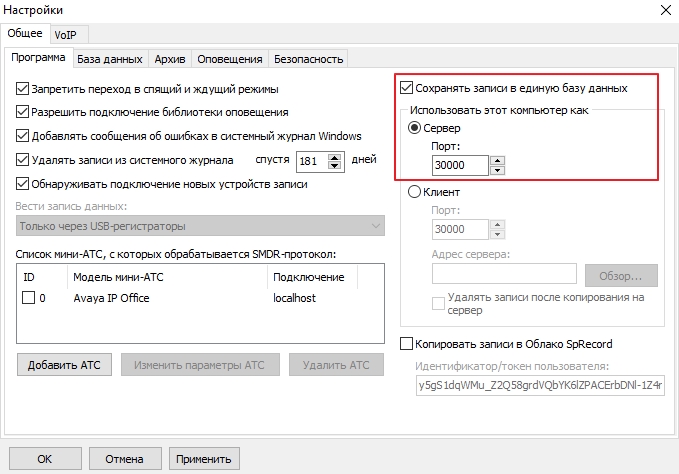 Настройки
Общее VoIP
Программа База данных Архив Оповещения Безопасность
Запретить переход в спящий и ждущий режимы
Разрешить подключение библиотеки оповещения
Добавлять сообщения об ошибках в системный журнал Windows
Удалять записи из системного журнала спустя 181 дней
Обнаруживать подключение новых устройств записи
Вести запись данных:
Только через USB-регистраторы
Список мини-АТС, с которых обрабатывается SMDR-протокол:
ID Модель мини-АТС Подключение
0 Avaya IP Office localhost
Добавить АТС Изменить параметры АТС Удалить АТС
Сохранять записи в единую базу данных
Использовать этот компьютер как
Сервер
Порт:
30000
Клиент
Порт:
30000
Адрес сервера:
Обзор...
Удалять записи после копирования на
сервер
Копировать записи в Облако SpRecord
Идентификатор/токен пользователя:
y5gS1dqWMu_Z2Q58grdVQbYK6lZPACErbDNl-1Z4r
OK Отмена Применить